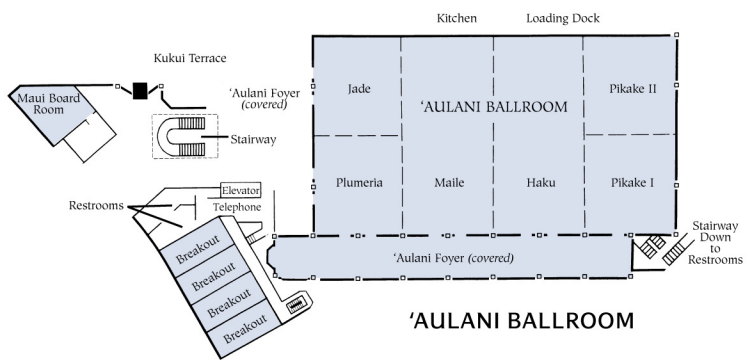 Kitchen
Loading Dock
Kukui Terrace
Maui Board
Room
‘Aulani Foyer
(covered)
Stairway
Jade
‘AULANI BALLROOM
Pikake II
Plumeria
Maile
Haku
Pikake I
Elevator
Restrooms
Telephone
Stairway
Down
to
Restrooms
Breakout
Breakout
Breakout
Breakout
‘Aulani Foyer (covered)
‘AULANI BALLROOM